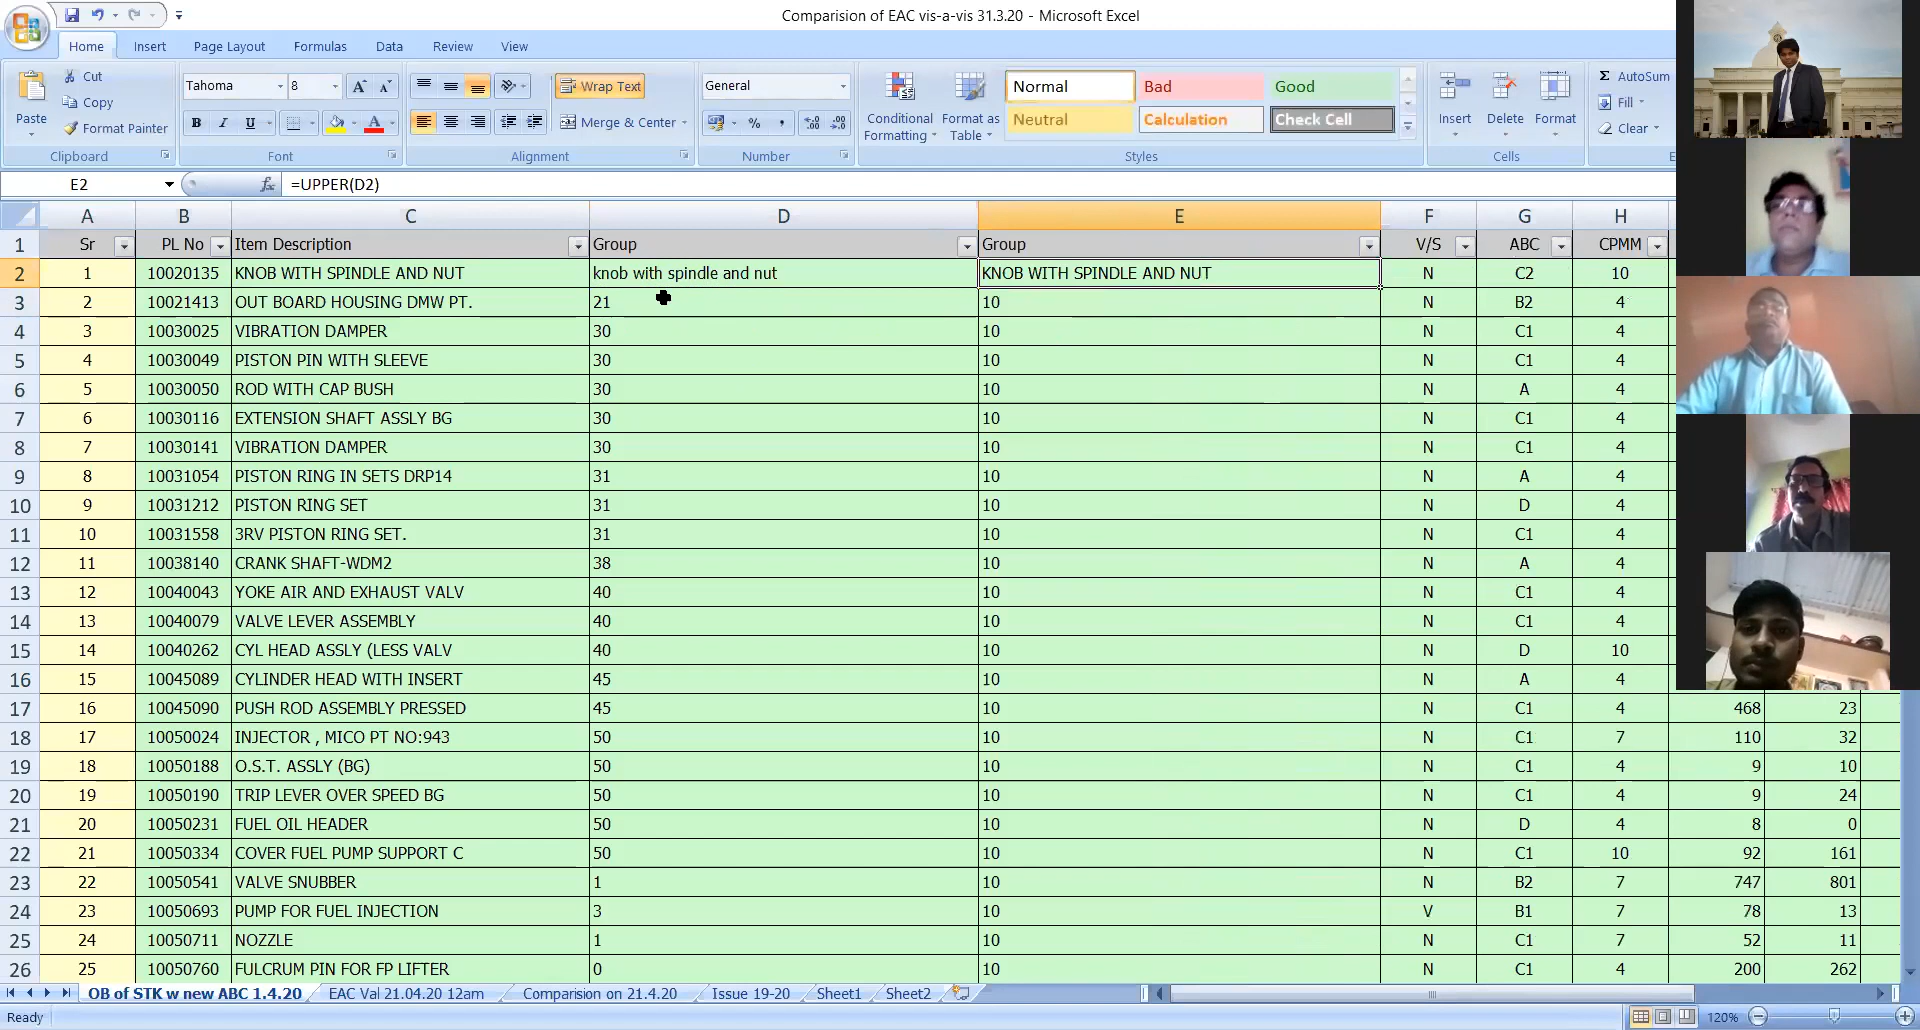 Comparision of EAC vis-a-vis 31.3.20 - Microsoft Excel
Home Insert Page Layout Formulas Data Review View
Paste Cut Copy Format Painter Clipboard
Tahoma 8 B I U A Font
Wrap Text Merge & Center Alignment
General % , Number
Conditional Formatting Format as Table Normal Bad Good Neutral Calculation Check Cell Styles
Insert Delete Format Cells
Σ AutoSum Fill Clear
E2 fx =UPPER(D2)
A B C D E F G H
1 Sr PL No Item Description Group Group V/S ABC CPMM
2 1 10020135 KNOB WITH SPINDLE AND NUT knob with spindle and nut KNOB WITH SPINDLE AND NUT N C2 10
3 2 10021413 OUT BOARD HOUSING DMW PT. 21 10 N B2 4
4 3 10030025 VIBRATION DAMPER 30 10 N C1 4
5 4 10030049 PISTON PIN WITH SLEEVE 30 10 N C1 4
6 5 10030050 ROD WITH CAP BUSH 30 10 N A 4
7 6 10030116 EXTENSION SHAFT ASSLY BG 30 10 N C1 4
8 7 10030141 VIBRATION DAMPER 30 10 N C1 4
9 8 10031054 PISTON RING IN SETS DRP14 31 10 N A 4
10 9 10031212 PISTON RING SET 31 10 N D 4
11 10 10031558 3RV PISTON RING SET. 31 10 N C1 4
12 11 10038140 CRANK SHAFT-WDM2 38 10 N A 4
13 12 10040043 YOKE AIR AND EXHAUST VALV 40 10 N C1 4
14 13 10040079 VALVE LEVER ASSEMBLY 40 10 N C1 4
15 14 10040262 CYL HEAD ASSLY (LESS VALV 40 10 N D 10
16 15 10045089 CYLINDER HEAD WITH INSERT 45 10 N A 4
17 16 10045090 PUSH ROD ASSEMBLY PRESSED 45 10 N C1 4 468 23
18 17 10050024 INJECTOR , MICO PT NO:943 50 10 N C1 7 110 32
19 18 10050188 O.S.T. ASSLY (BG) 50 10 N C1 4 9 10
20 19 10050190 TRIP LEVER OVER SPEED BG 50 10 N C1 4 9 24
21 20 10050231 FUEL OIL HEADER 50 10 N D 4 8 0
22 21 10050334 COVER FUEL PUMP SUPPORT C 50 10 N C1 10 92 161
23 22 10050541 VALVE SNUBBER 1 10 N B2 7 747 801
24 23 10050693 PUMP FOR FUEL INJECTION 3 10 V B1 7 78 13
25 24 10050711 NOZZLE 1 10 N C1 7 52 11
26 25 10050760 FULCRUM PIN FOR FP LIFTER 0 10 N C1 4 200 262
OB of STK w new ABC 1.4.20 EAC Val 21.04.20 12am Comparision on 21.4.20 Issue 19-20 Sheet1 Sheet2
Ready 120%